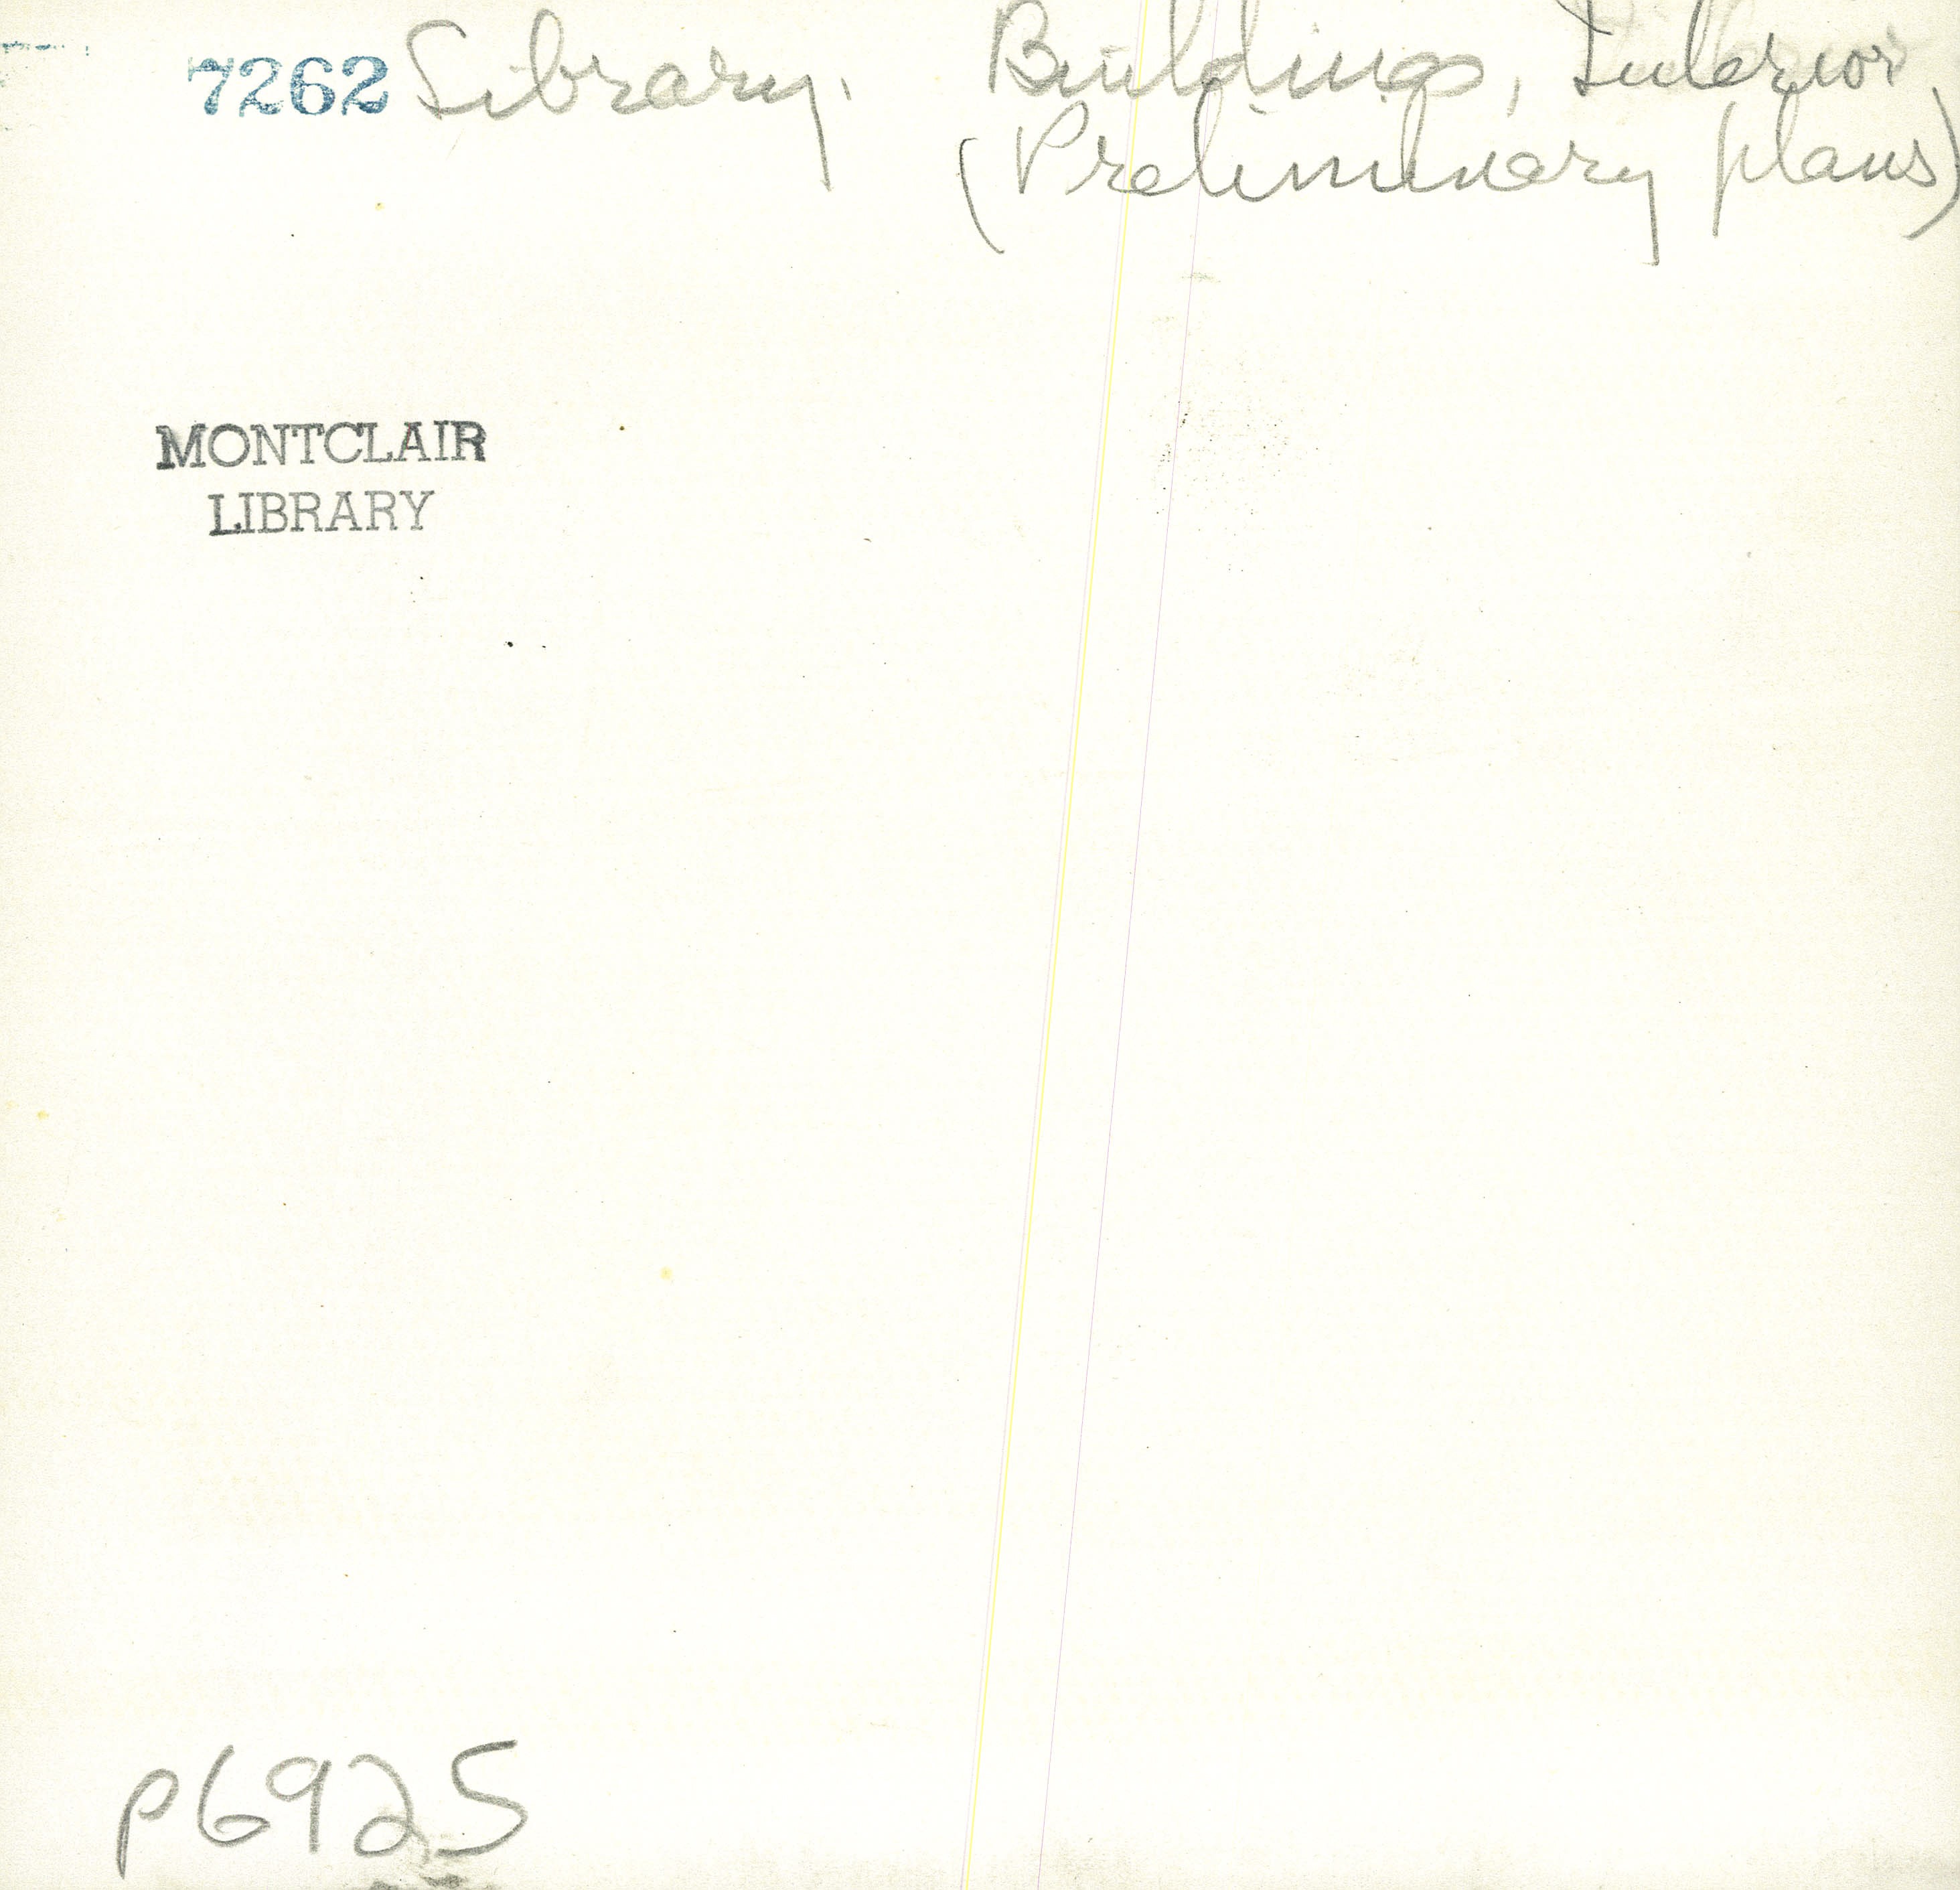 7262 Library. Buildings, Interior
(Preliminary plans)
MONTCLAIR
LIBRARY
P6925